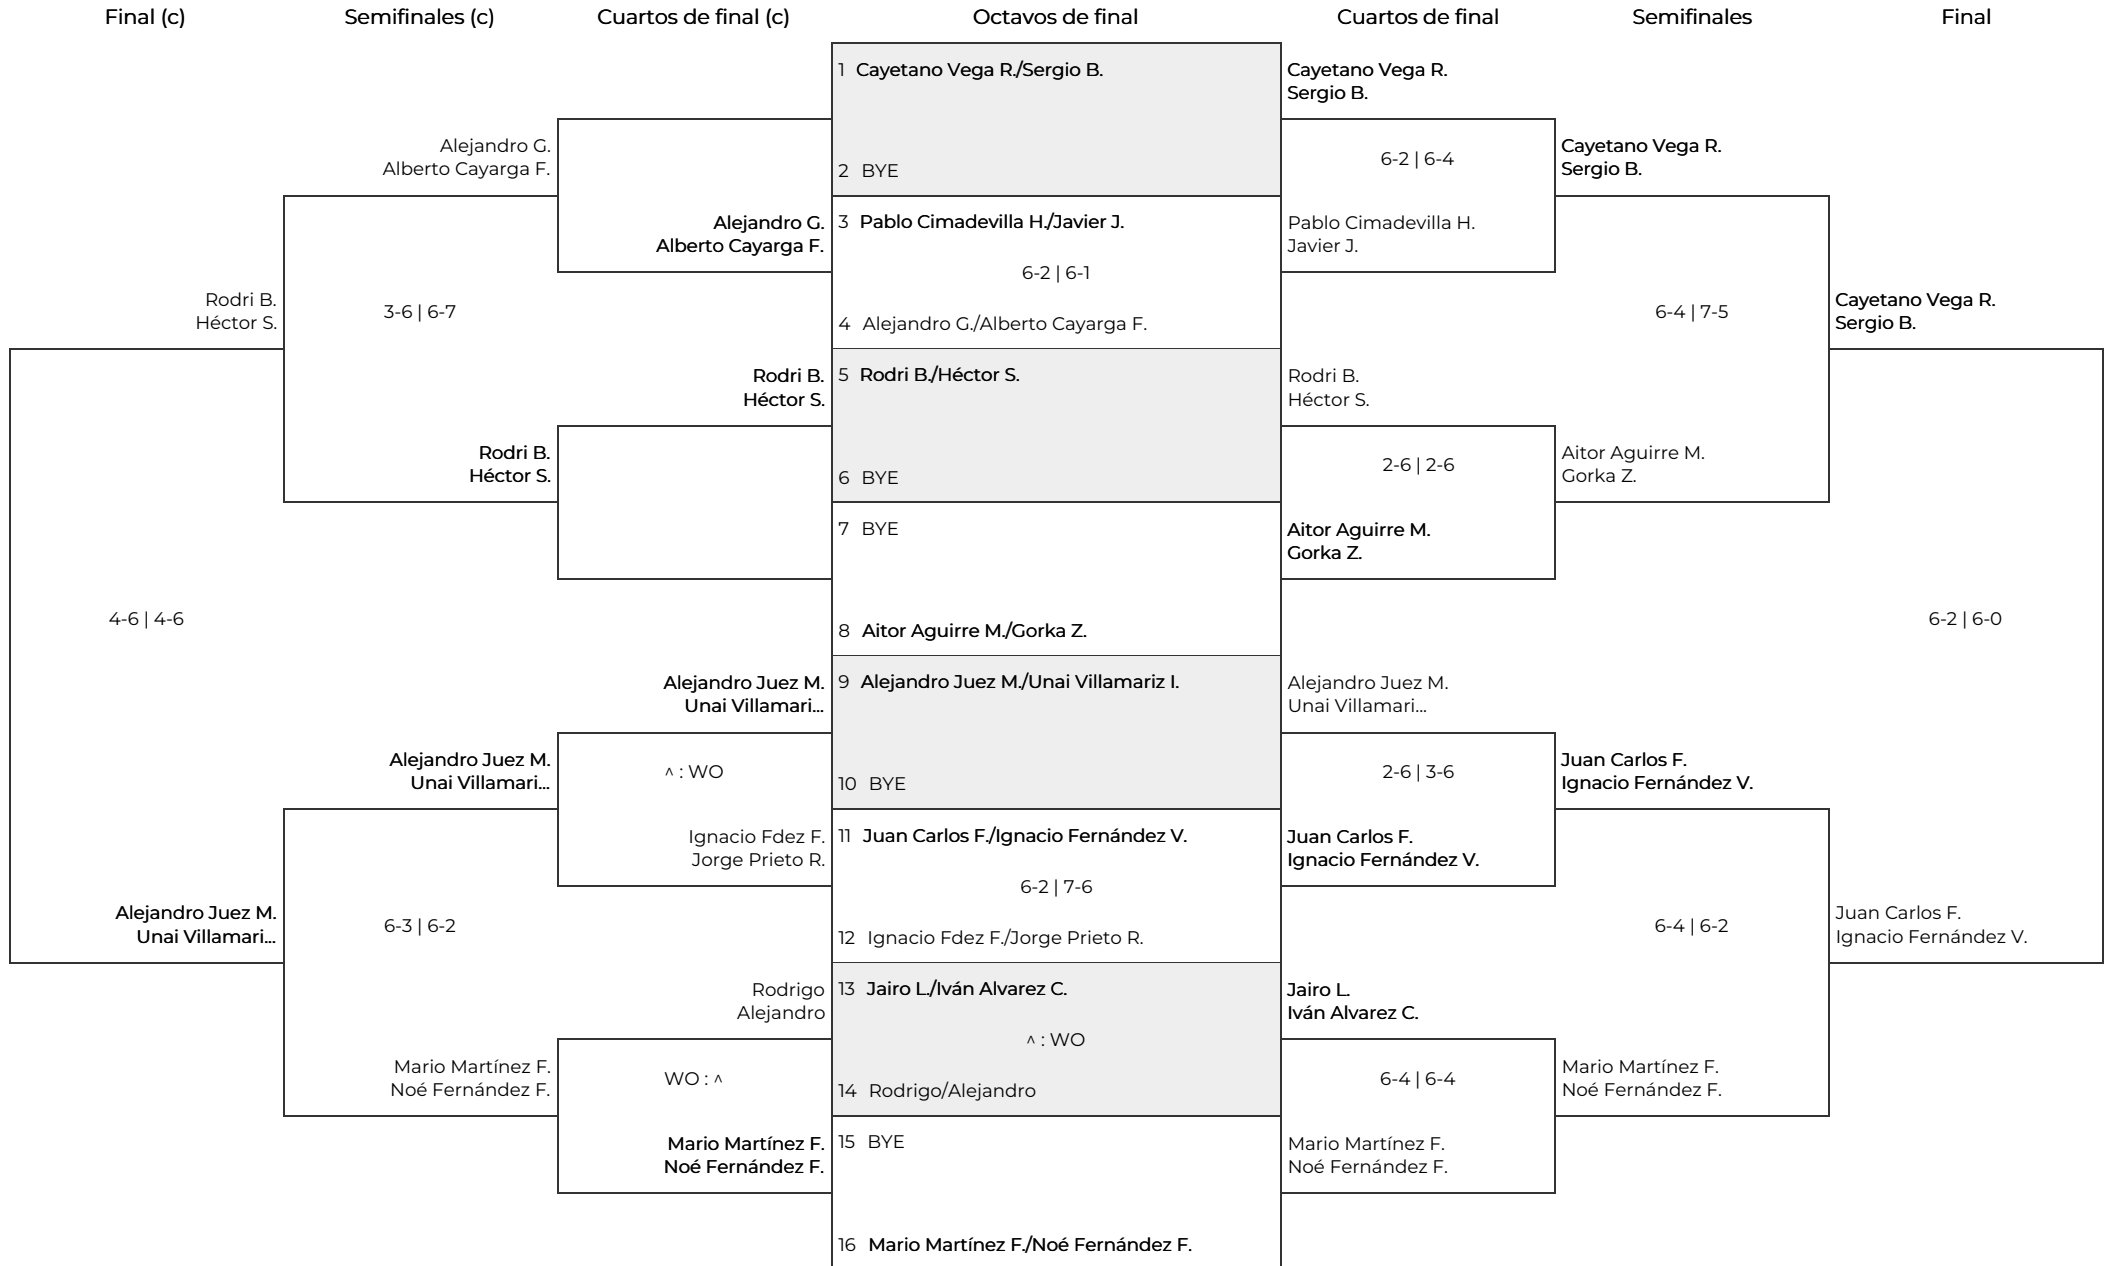 Final (c)
Semifinales (c)
Cuartos de final (c)
Octavos de final
Cuartos de final
Semifinales
Final
Rodri B.
Héctor S.
4-6 | 4-6
Alejandro Juez M.
Unai Villamari...
Alejandro G.
Alberto Cayarga F.
3-6 | 6-7
Rodri B.
Héctor S.
Alejandro Juez M.
Unai Villamari...
6-3 | 6-2
Mario Martínez F.
Noé Fernández F.
Alejandro G.
Alberto Cayarga F.
Rodri B.
Héctor S.
Alejandro Juez M.
Unai Villamari...
^ : WO
Ignacio Fdez F.
Jorge Prieto R.
Rodrigo
Alejandro
WO : ^
Mario Martínez F.
Noé Fernández F.
1 Cayetano Vega R./Sergio B.
2 BYE
3 Pablo Cimadevilla H./Javier J.
6-2 | 6-1
4 Alejandro G./Alberto Cayarga F.
5 Rodri B./Héctor S.
6 BYE
7 BYE
8 Aitor Aguirre M./Gorka Z.
9 Alejandro Juez M./Unai Villamariz I.
10 BYE
11 Juan Carlos F./Ignacio Fernández V.
6-2 | 7-6
12 Ignacio Fdez F./Jorge Prieto R.
13 Jairo L./Iván Alvarez C.
^ : WO
14 Rodrigo/Alejandro
15 BYE
16 Mario Martínez F./Noé Fernández F.
Cayetano Vega R.
Sergio B.
6-2 | 6-4
Pablo Cimadevilla H.
Javier J.
Rodri B.
Héctor S.
2-6 | 2-6
Aitor Aguirre M.
Gorka Z.
Alejandro Juez M.
Unai Villamari...
2-6 | 3-6
Juan Carlos F.
Ignacio Fernández V.
Jairo L.
Iván Alvarez C.
6-4 | 6-4
Mario Martínez F.
Noé Fernández F.
Cayetano Vega R.
Sergio B.
6-4 | 7-5
Aitor Aguirre M.
Gorka Z.
Juan Carlos F.
Ignacio Fernández V.
6-4 | 6-2
Mario Martínez F.
Noé Fernández F.
Cayetano Vega R.
Sergio B.
6-2 | 6-0
Juan Carlos F.
Ignacio Fernández V.